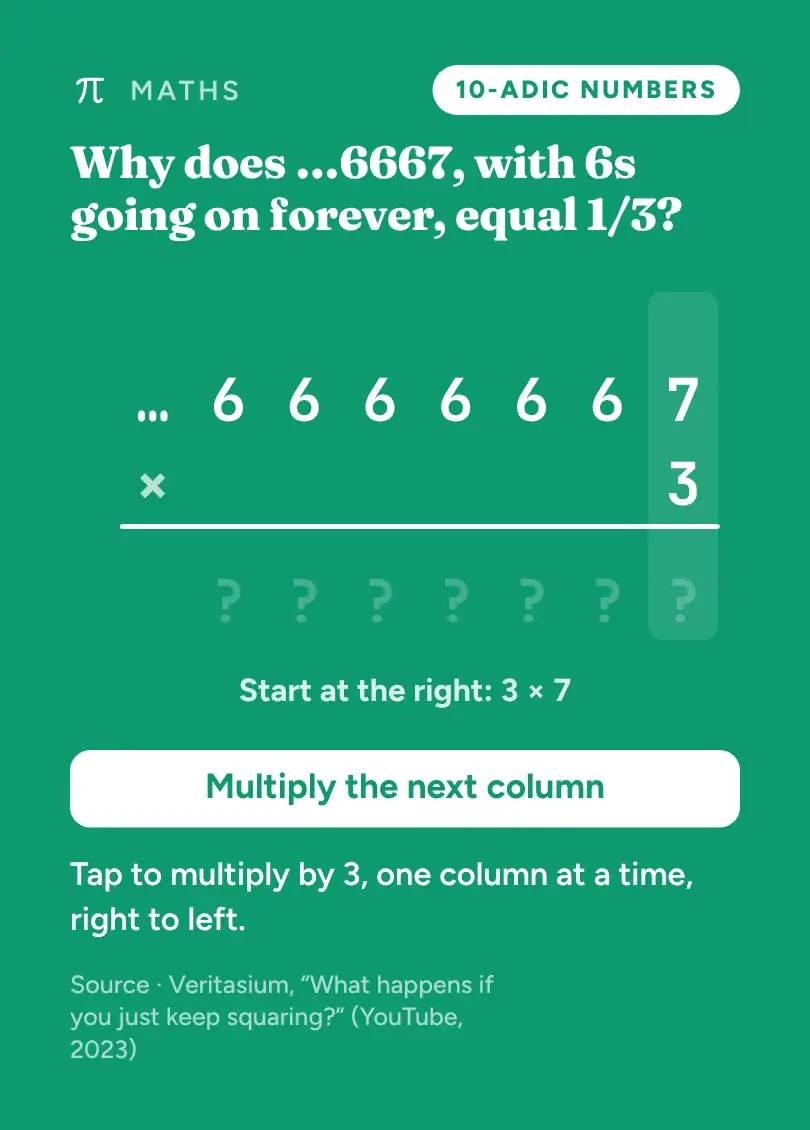 π MATHS
10-ADIC NUMBERS
Why does ...6667, with 6s
going on forever, equal 1/3?
... 6 6 6 6 6 6 7
× 3
? ? ? ? ? ? ?
Start at the right: 3 × 7
Multiply the next column
Tap to multiply by 3, one column at a time,
right to left.
Source · Veritasium, “What happens if
you just keep squaring?” (YouTube,
2023)